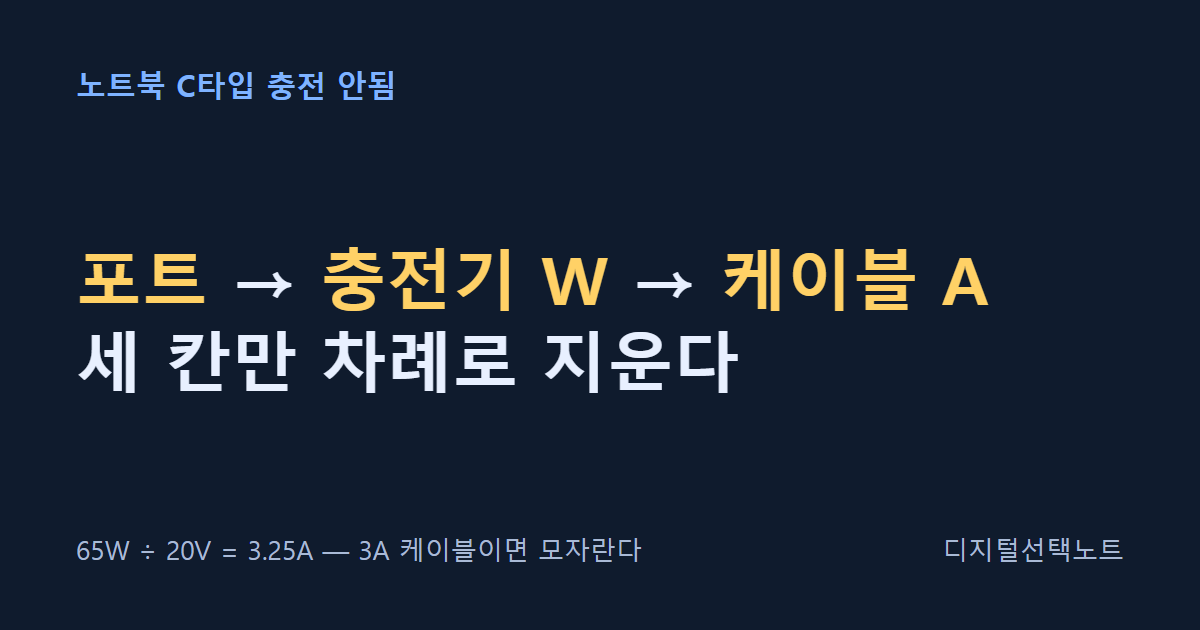 노트북 C타입 충전 안됨
포트 → 충전기 W → 케이블 A
세 칸만 차례로 지운다
65W ÷ 20V = 3.25A — 3A 케이블이면 모자란다
디지털선택노트